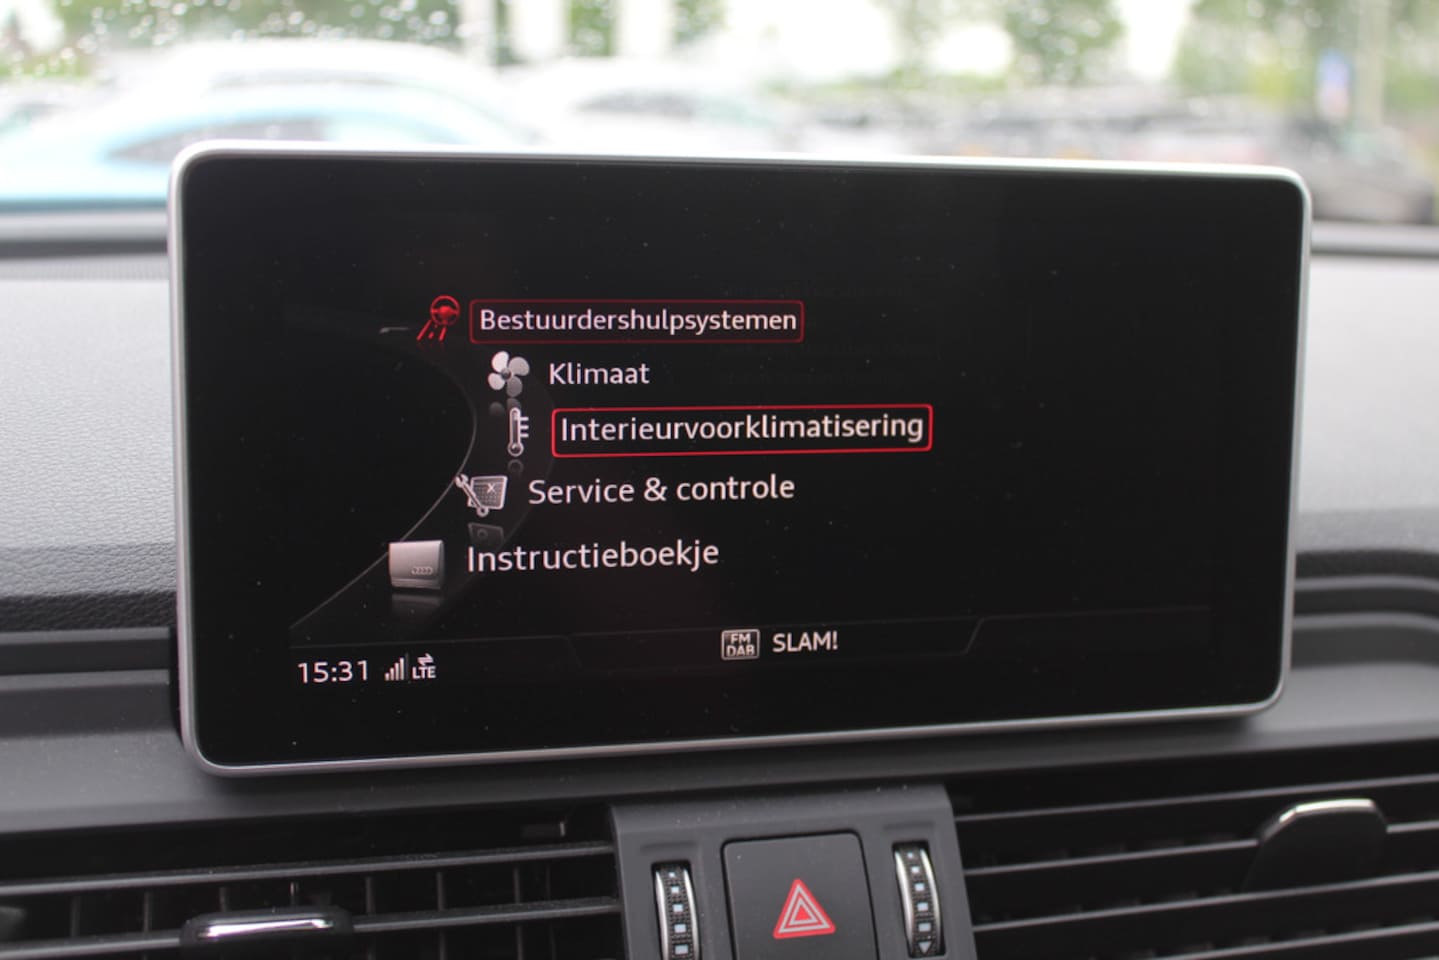 Bestuurdershulpsystemen
Klimaat
Interieurvoorklimatisering
Service & controle
Instructieboekje
FM
DAB
SLAM!
15:31
LTE